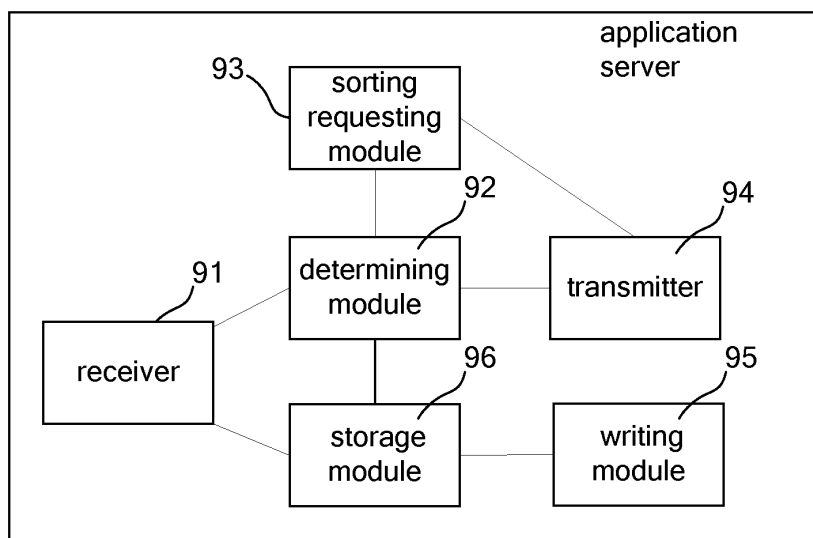 application
server
93
sorting
requesting
module
92
94
determining
module
transmitter
91
receiver
96
95
storage
module
writing
module